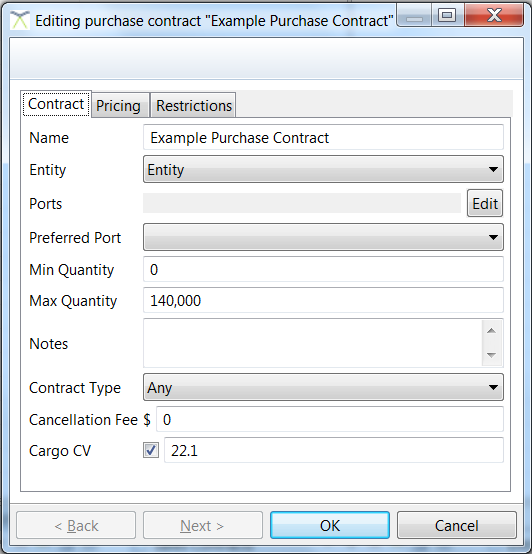 Editing purchase contract "Example Purchase Contract"
Contract Pricing Restrictions
Name Example Purchase Contract
Entity Entity
Ports Edit
Preferred Port
Min Quantity 0
Max Quantity 140,000
Notes
Contract Type Any
Cancellation Fee $ 0
Cargo CV 22.1
< Back Next > OK Cancel